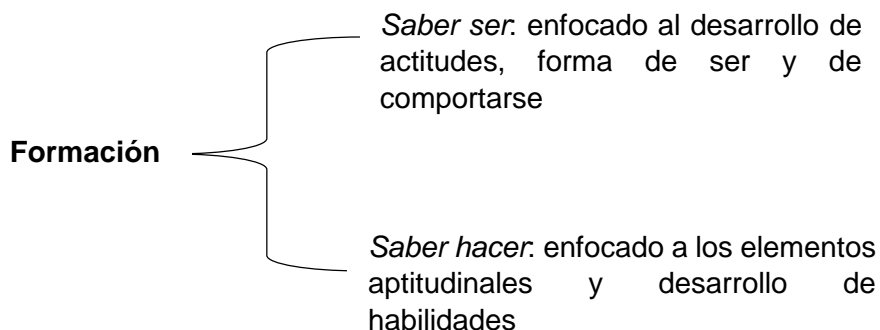 Saber ser: enfocado al desarrollo de
actitudes, forma de ser y de
comportarse
Formación
Saber hacer: enfocado a los elementos
aptitudinales y desarrollo de
habilidades